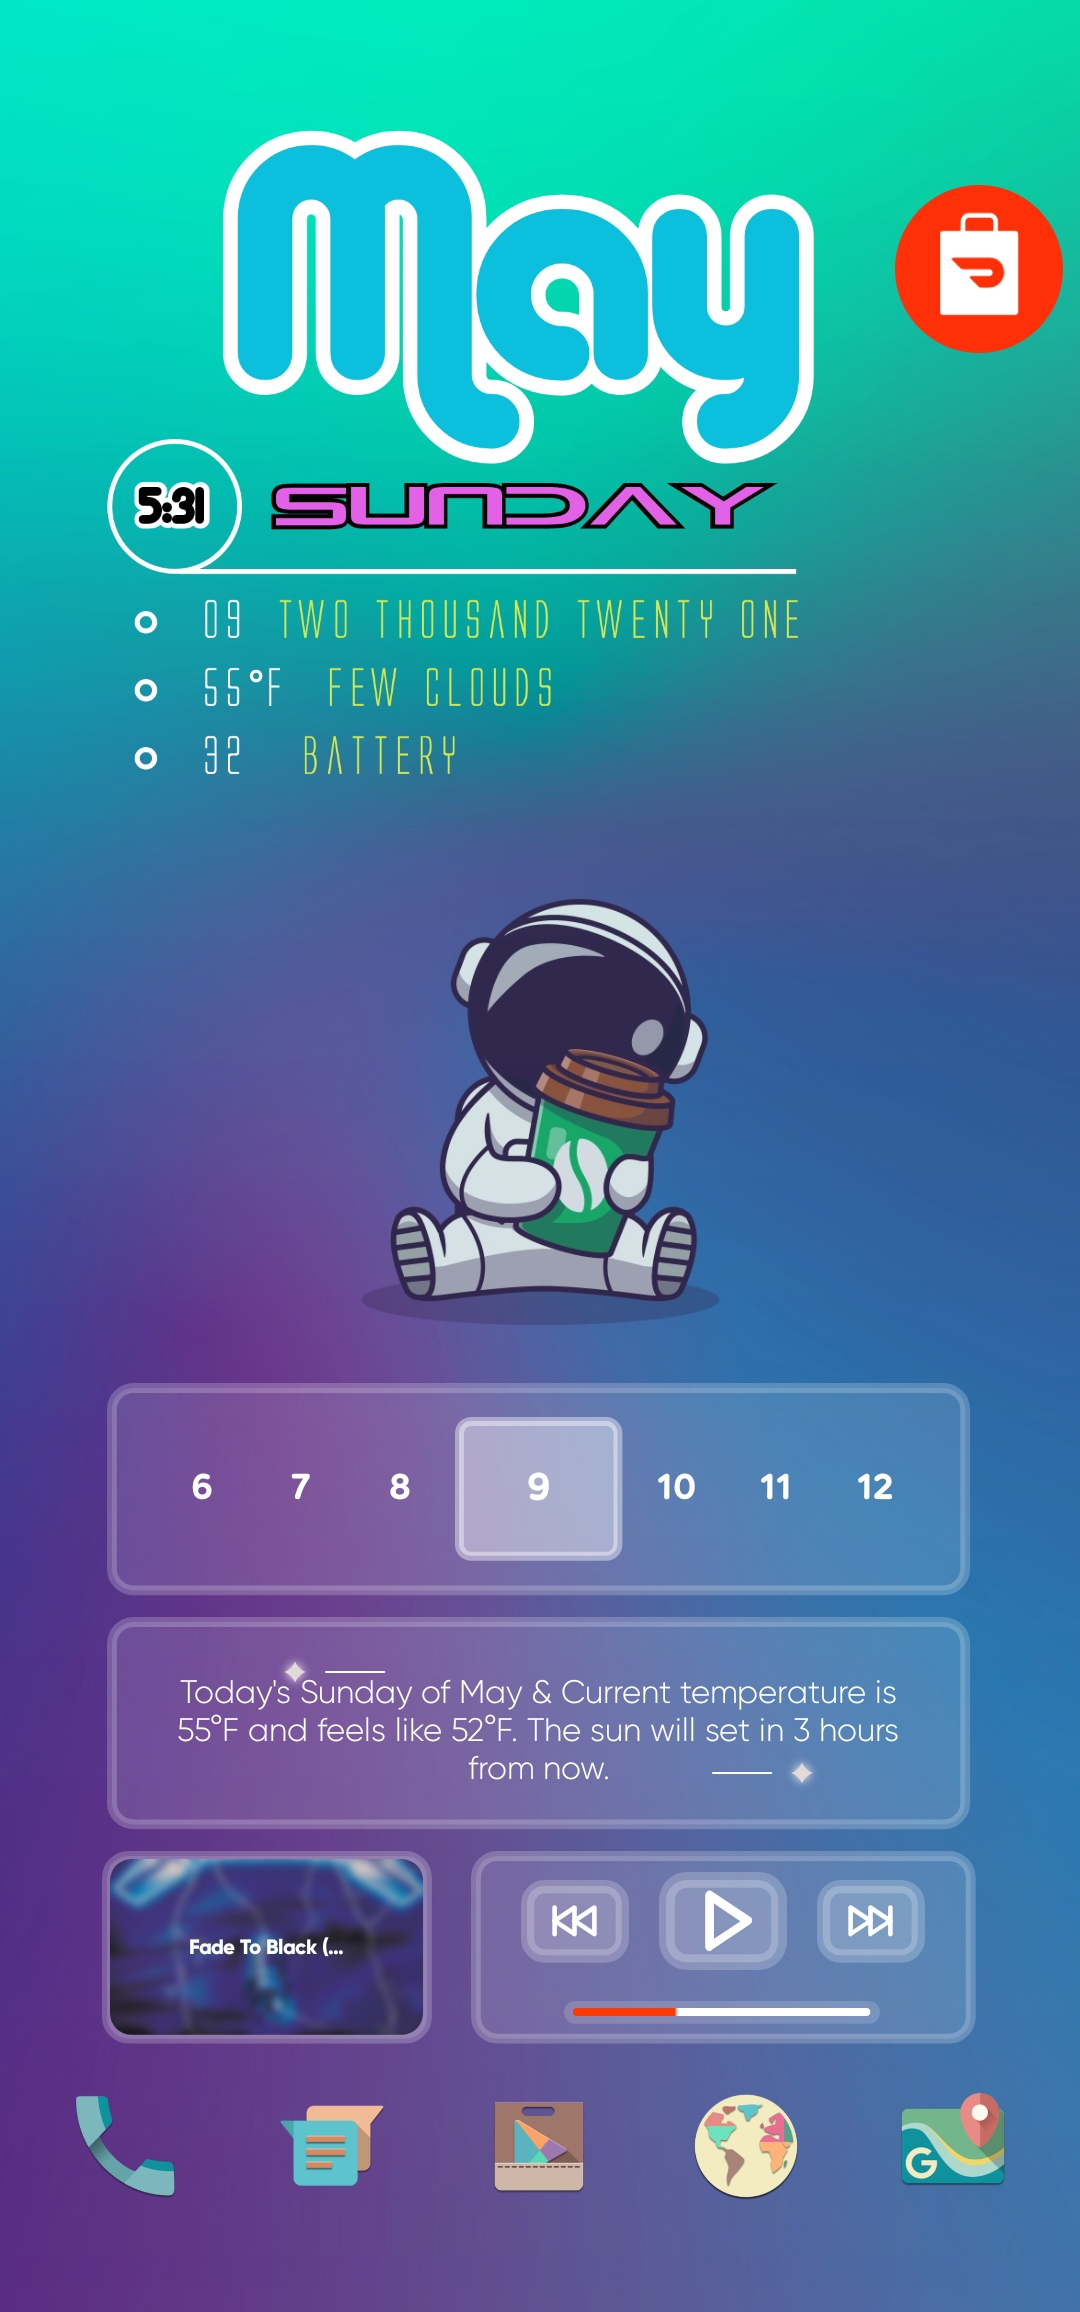 May
5:31
SUNDAY
09 TWO THOUSAND TWENTY ONE
55°F FEW CLOUDS
32 BATTERY
6 7 8 9 10 11 12
Today's Sunday of May & Current temperature is
55°F and feels like 52°F. The sun will set in 3 hours
from now.
Fade To Black (...
G